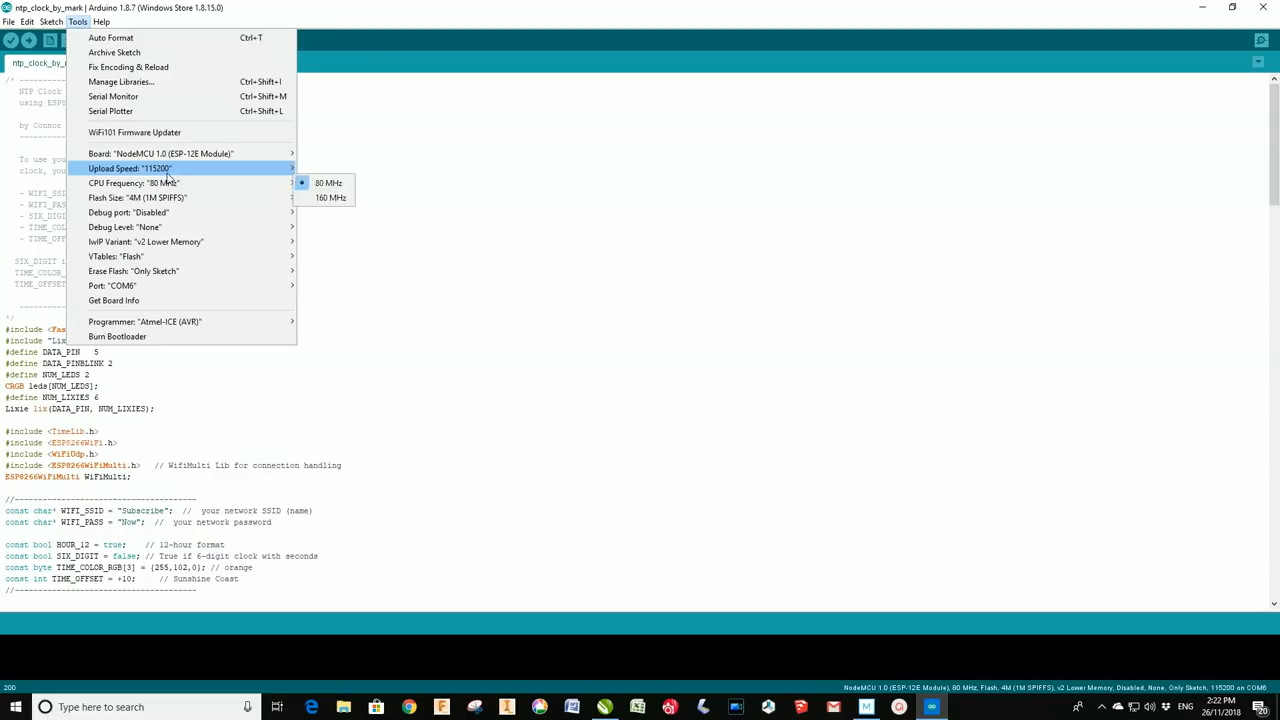 ntp_clock_by_mark | Arduino 1.8.7 (Windows Store 1.8.15.0)
File Edit Sketch Tools Help
Auto Format Ctrl+T
Archive Sketch
Fix Encoding & Reload
Manage Libraries... Ctrl+Shift+I
Serial Monitor Ctrl+Shift+M
Serial Plotter Ctrl+Shift+L
WiFi101 Firmware Updater
Board: "NodeMCU 1.0 (ESP-12E Module)"
Upload Speed: "115200"
CPU Frequency: "80 MHz"
Flash Size: "4M (1M SPIFFS)"
Debug port: "Disabled"
Debug Level: "None"
IwIP Variant: "v2 Lower Memory"
VTables: "Flash"
Erase Flash: "Only Sketch"
Port: "COM6"
Get Board Info
Programmer: "Atmel-ICE (AVR)"
Burn Bootloader
80 MHz
160 MHz
ntp_clock_by_m
/* ----------
NTP Clock
using ESP8
by Connor
----------
To use you
clock, you
- WIFI_SS
- WIFI_PA
- SIX_DIG
- TIME_CO
- TIME_OF
SIX_DIGIT i
TIME_COLOR_
TIME_OFFSET
----------
*/
#include <Fas
#include "Lix
#define DATA_PIN 5
#define DATA_PINBLINK 2
#define NUM_LEDS 2
CRGB leds[NUM_LEDS];
#define NUM_LIXIES 6
Lixie lix(DATA_PIN, NUM_LIXIES);
#include <TimeLib.h>
#include <ESP8266WiFi.h>
#include <WiFiUdp.h>
#include <ESP8266WiFiMulti.h> // WifiMulti Lib for connection handling
ESP8266WiFiMulti WiFiMulti;
//-------------------------------------
const char* WIFI_SSID = "Subscribe"; // your network SSID (name)
const char* WIFI_PASS = "Now"; // your network password
const bool HOUR_12 = true; // 12-hour format
const bool SIX_DIGIT = false; // True if 6-digit clock with seconds
const byte TIME_COLOR_RGB[3] = {255,102,0}; // orange
const int TIME_OFFSET = +10; // Sunshine Coast
//-------------------------------------
200
NodeMCU 1.0 (ESP-12E Module), 80 MHz, Flash, 4M (1M SPIFFS), v2 Lower Memory, Disabled, None, Only Sketch, 115200 on COM6
Type here to search
2:22 PM
26/11/2018
20